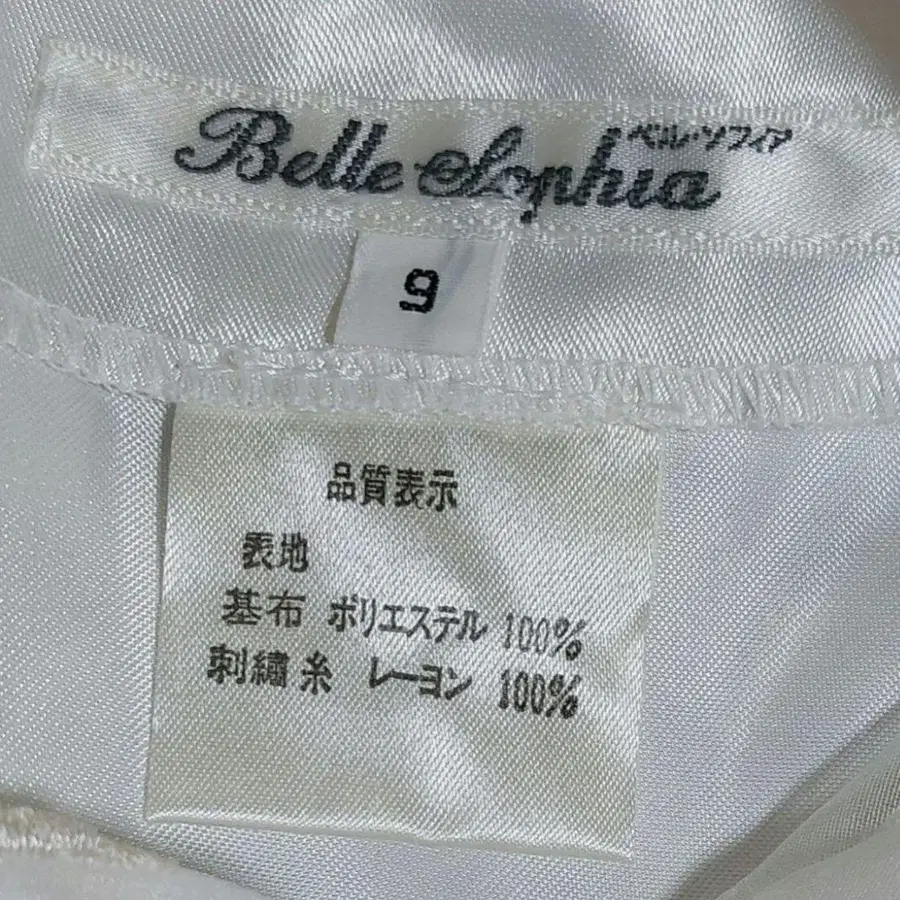 ベル・ソフィア
Belle Sophia
9
品質表示
表地
基布 ポリエステル 100%
刺繡糸 レーヨン 100%